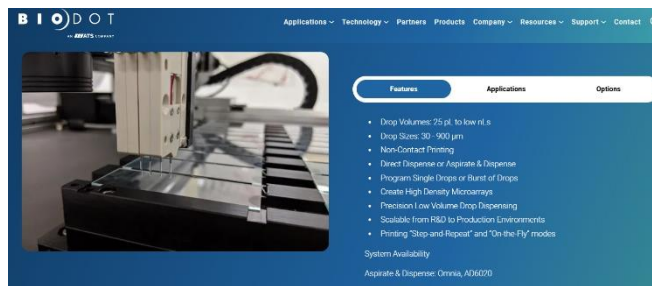 BIODOT
AN ATS COMPANY
Applications Technology Partners Products Company Resources Support Contact
Features Applications Options
• Drop Volumes: 25 pL to low nLs
• Drop Sizes: 30 - 900 µm
• Non-Contact Printing
• Direct Dispense or Aspirate & Dispense
• Program Single Drops or Burst of Drops
• Create High Density Microarrays
• Precision Low Volume Drop Dispensing
• Scalable from R&D to Production Environments
• Printing "Step-and-Repeat" and "On-the-Fly" modes
System Availability
Aspirate & Dispense: Omnia, AD6020